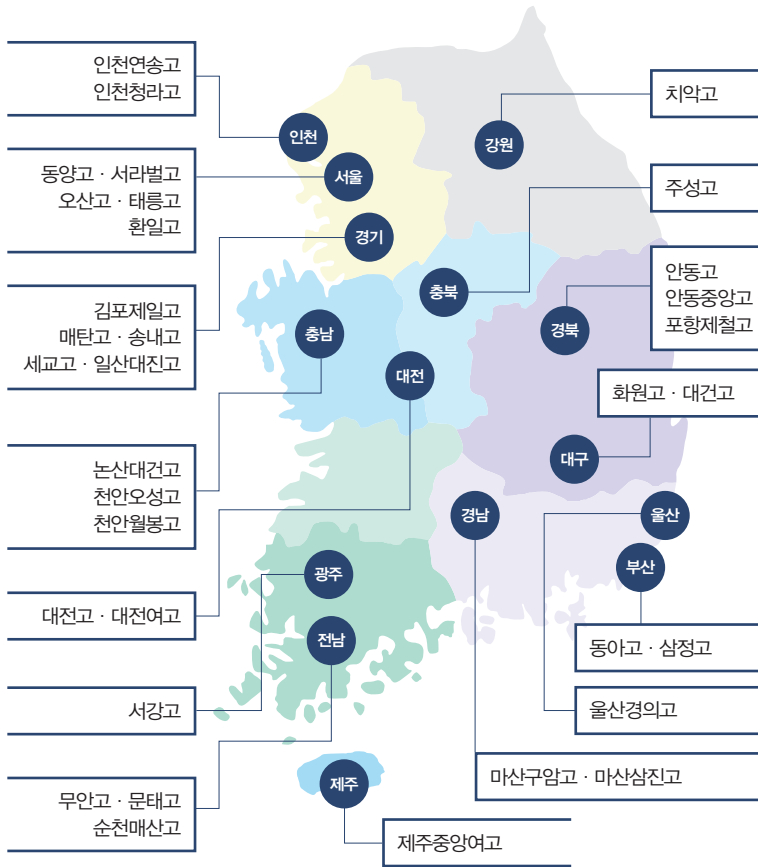 인천연송고
인천청라고
동양고 · 서라벌고
오산고 · 태릉고
환일고
김포제일고
매탄고 · 송내고
세교고 · 일산대진고
논산대건고
천안오성고
천안월봉고
대전고 · 대전여고
서강고
무안고 · 문태고
순천매산고
인천
서울
경기
강원
충북
충남
대전
경북
대구
경남
울산
부산
광주
전남
제주
치악고
주성고
안동고
안동중앙고
포항제철고
화원고 · 대건고
동아고 · 삼정고
울산경의고
마산구암고 · 마산삼진고
제주중앙여고